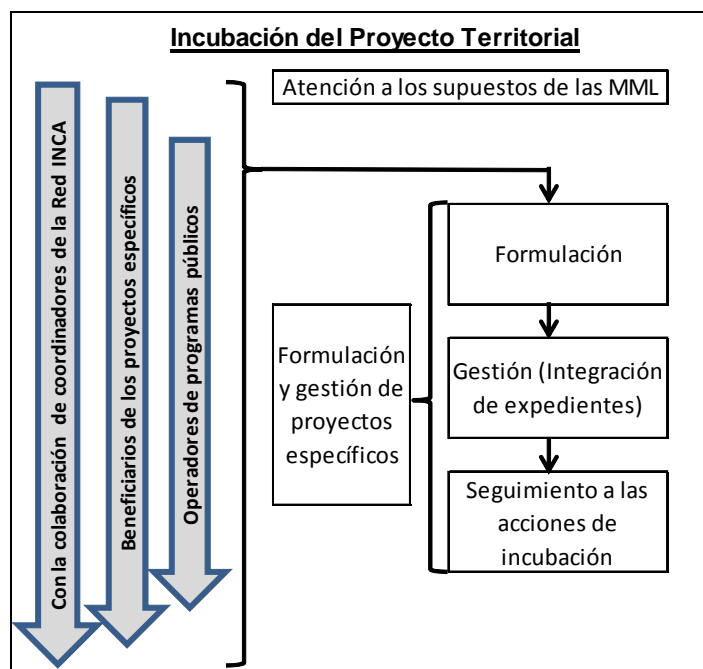 Incubación del Proyecto Territorial
Atención a los supuestos de las MML
Con la colaboración de coordinadores de la Red INCA
Beneficiarios de los proyectos específicos
Operadores de programas públicos
Formulación
y gestión de
proyectos
específicos
Formulación
Gestión (Integración
de expedientes)
Seguimiento a las
acciones de
incubación